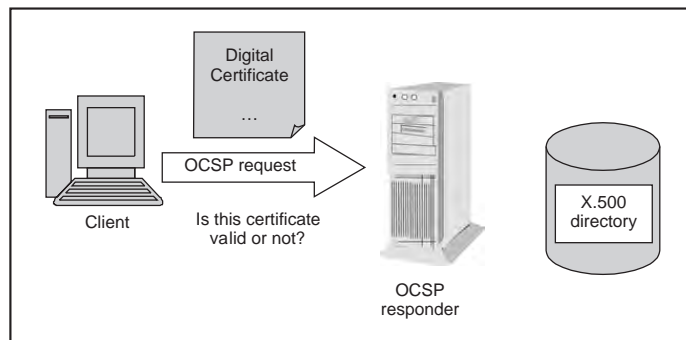 Digital
Certificate
…
OCSP request
Client
Is this certificate
valid or not?
OCSP
responder
X.500
directory